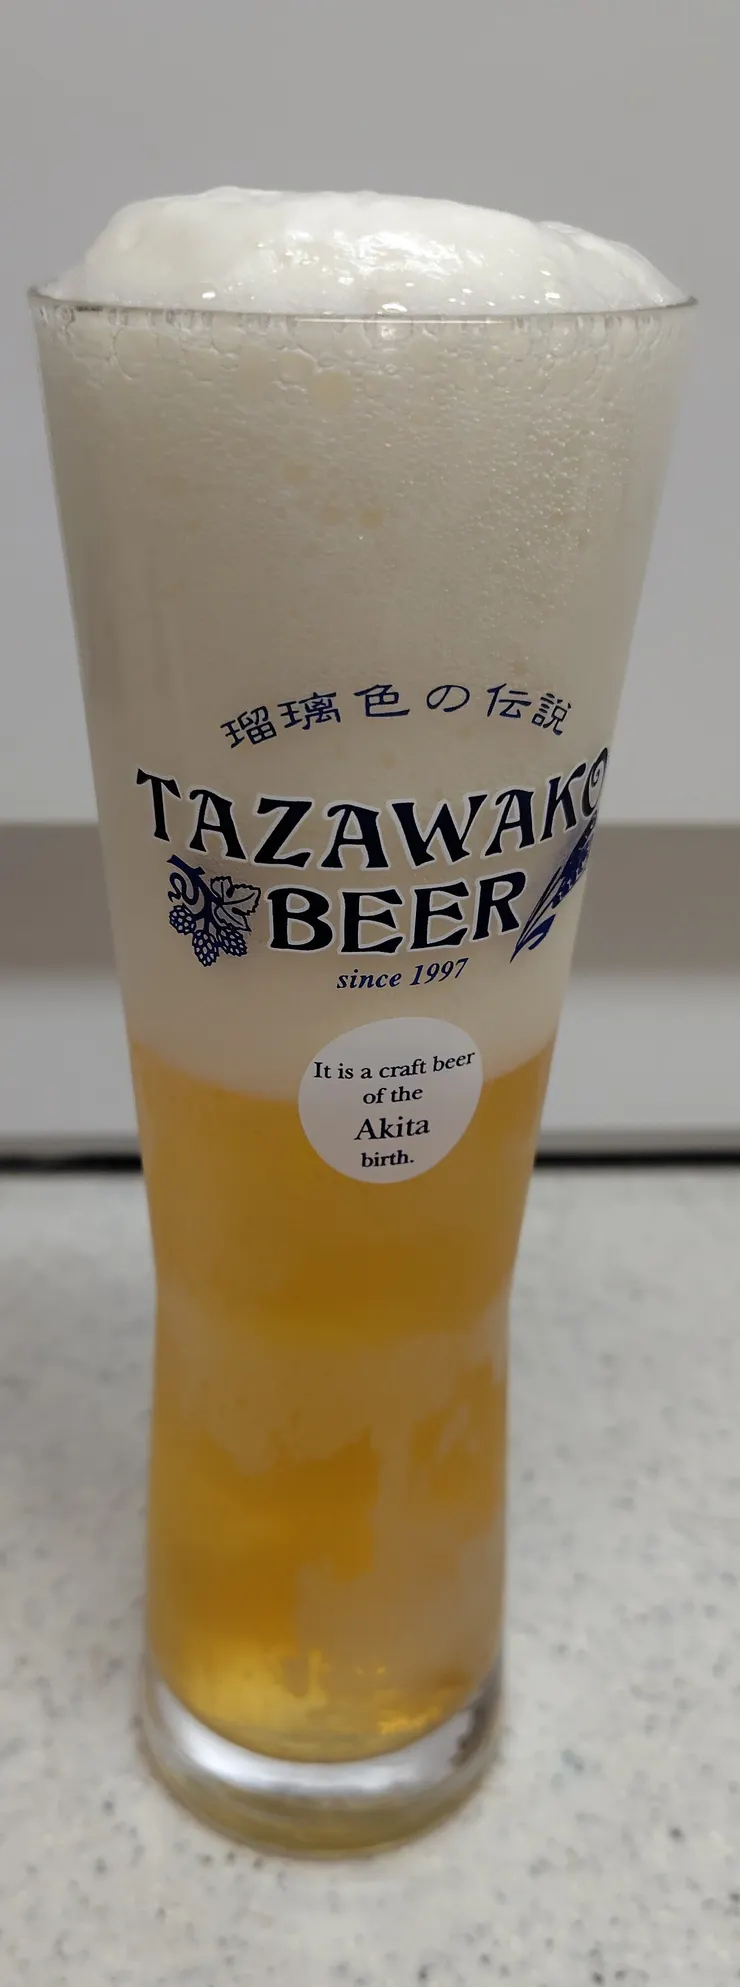 瑠璃色の伝説
TAZAWAKO
BEER
since 1997
It is a craft beer
of the
Akita
birth.